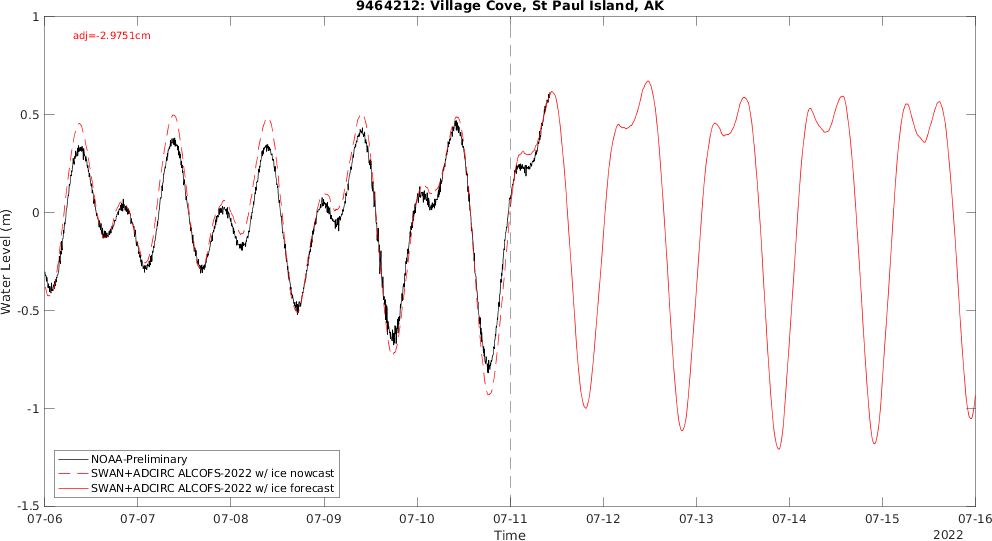 9464212: Village Cove, St Paul Island, AK
adj=-2.9751cm
1
0.5
0
-0.5
-1
-1.5
Water Level (m)
NOAA-Preliminary
SWAN+ADCIRC ALCOFS-2022 w/ ice nowcast
SWAN+ADCIRC ALCOFS-2022 w/ ice forecast
07-06 07-07 07-08 07-09 07-10 07-11 07-12 07-13 07-14 07-15 07-16
Time
2022